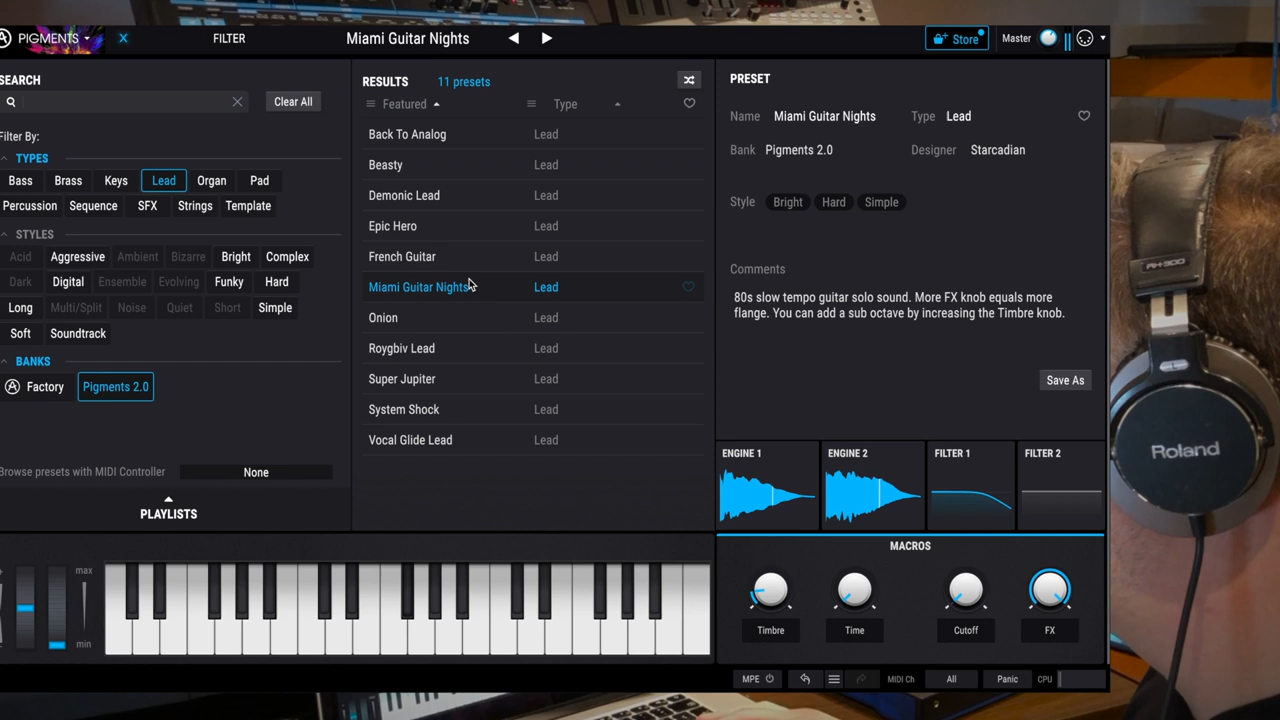 PIGMENTS
FILTER
Miami Guitar Nights
Store
Master
SEARCH
Clear All
Filter By:
TYPES
Bass Brass Keys Lead Organ Pad
Percussion Sequence SFX Strings Template
STYLES
Acid Aggressive Ambient Bizarre Bright Complex
Dark Digital Ensemble Evolving Funky Hard
Long Multi/Split Noise Quiet Short Simple
Soft Soundtrack
BANKS
Factory Pigments 2.0
Browse presets with MIDI Controller None
PLAYLISTS
RESULTS 11 presets
Featured Type
Back To Analog Lead
Beasty Lead
Demonic Lead Lead
Epic Hero Lead
French Guitar Lead
Miami Guitar Nights Lead
Onion Lead
Roygbiv Lead Lead
Super Jupiter Lead
System Shock Lead
Vocal Glide Lead Lead
PRESET
Name Miami Guitar Nights Type Lead
Bank Pigments 2.0 Designer Starcadian
Style Bright Hard Simple
Comments
80s slow tempo guitar solo sound. More FX knob equals more
flange. You can add a sub octave by increasing the Timbre knob.
Save As
ENGINE 1 ENGINE 2 FILTER 1 FILTER 2
MACROS
Timbre Time Cutoff FX
max
min
MPE MIDI Ch All Panic CPU
RH-300
Roland